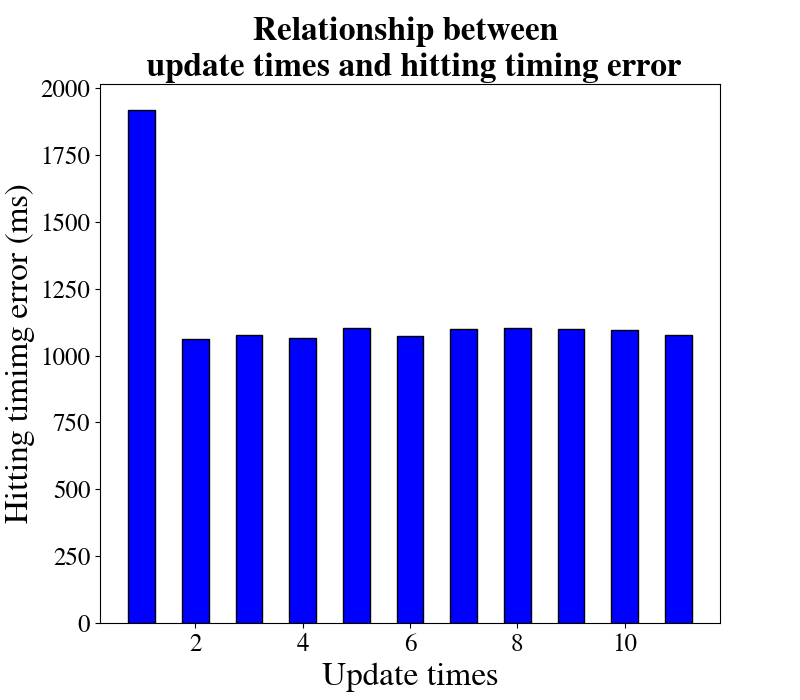 Relationship between
update times and hitting timing error
Hitting timimg error (ms)
2000
1750
1500
1250
1000
750
500
250
0
2 4 6 8 10
Update times